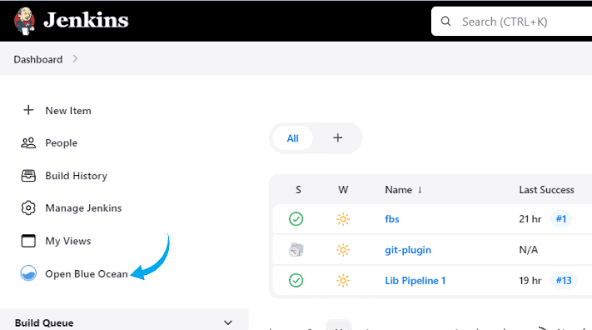 Jenkins
Search (CTRL+K)
Dashboard
New Item
People
Build History
Manage Jenkins
My Views
Open Blue Ocean
Build Queue
All +
S W Name ↓ Last Success
fbs 21 hr #1
git-plugin N/A
Lib Pipeline 1 19 hr #13